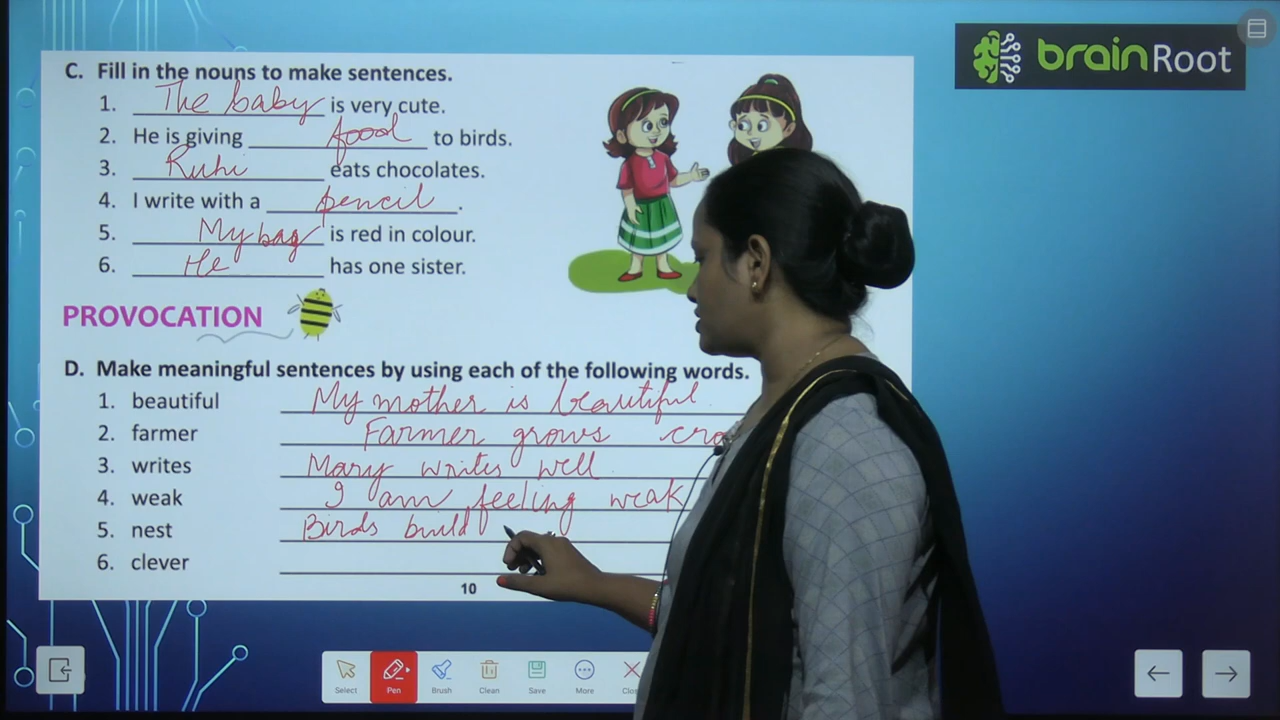 brainRoot
C. Fill in the nouns to make sentences.
1. The baby is very cute.
2. He is giving food to birds.
3. Ruhi eats chocolates.
4. I write with a pencil.
5. My bag is red in colour.
6. He has one sister.
PROVOCATION
D. Make meaningful sentences by using each of the following words.
1. beautiful My mother is beautiful.
2. farmer Farmer grows cro
3. writes Mary writes well.
4. weak I am feeling weak
5. nest Birds build
6. clever
10
Select Pen Brush Clean Save More Clo